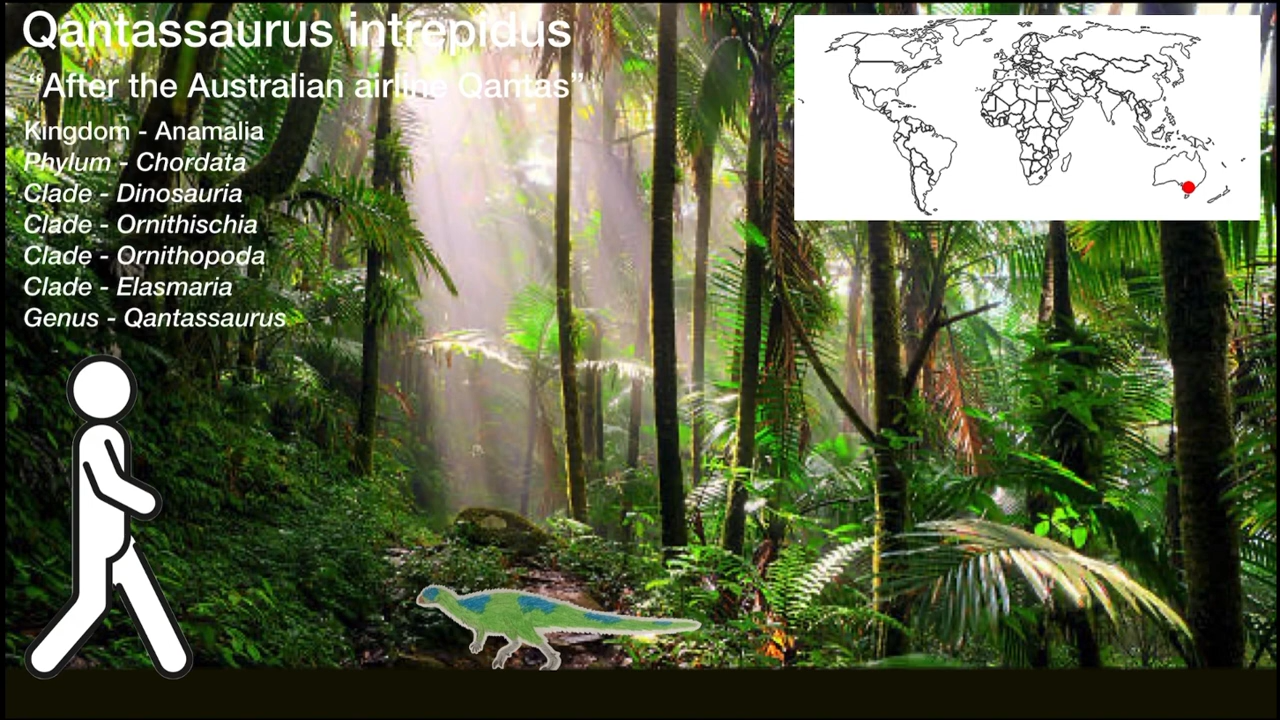 Qantassaurus intrepidus
“After the Australian airline Qantas”
Kingdom - Anamalia
Phylum - Chordata
Clade - Dinosauria
Clade - Ornithischia
Clade - Ornithopoda
Clade - Elasmaria
Genus - Qantassaurus